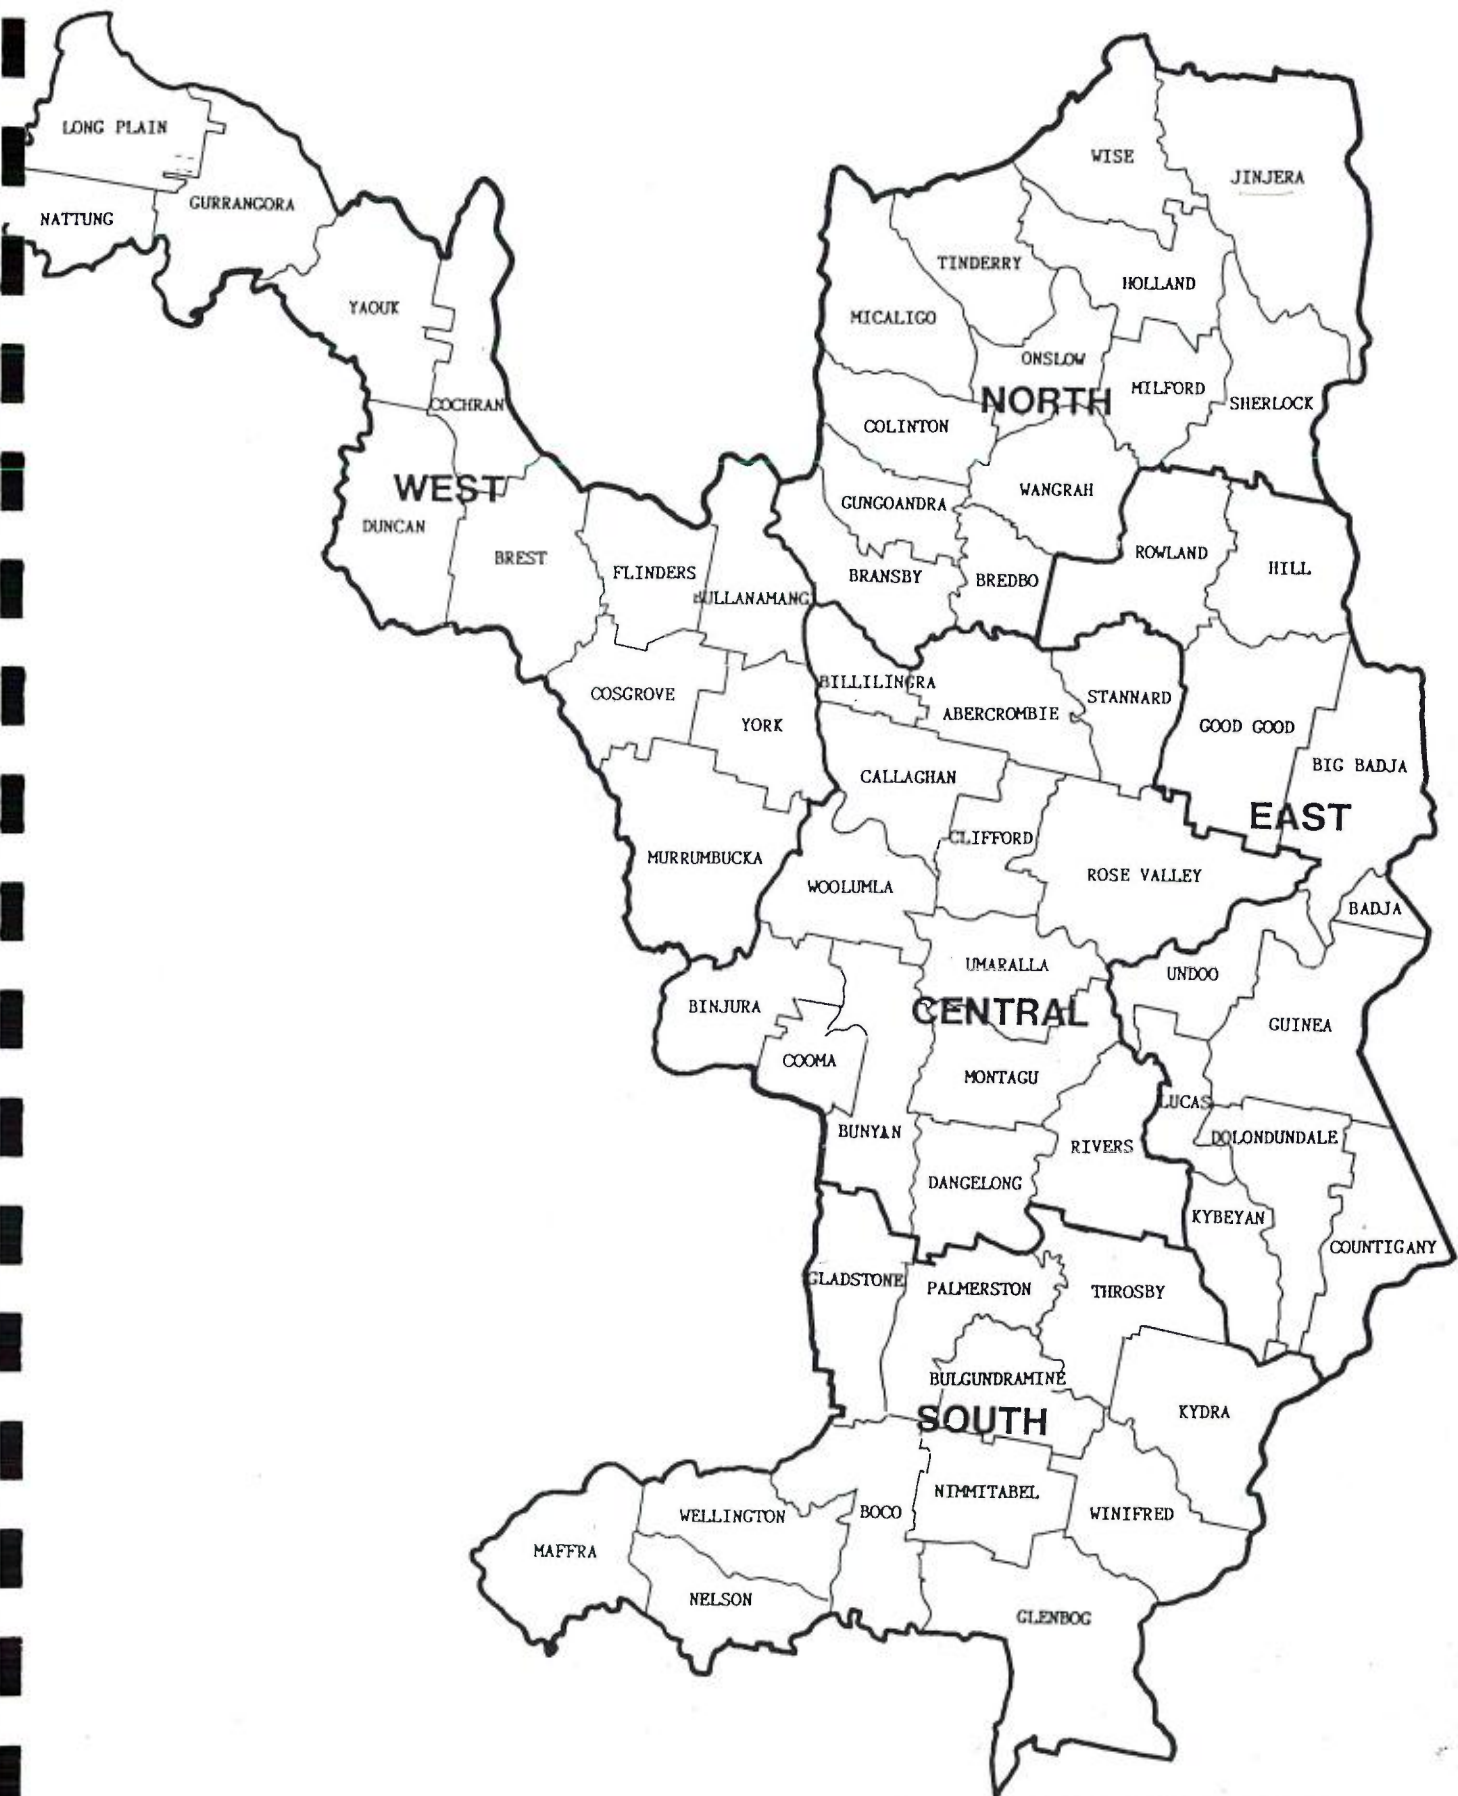 LONG PLAIN
WISE
JINJERA
GURRANGORA
NATTUNG
TINDERRY
HOLLAND
YAOUK
MICALIGO
ONSLOW
MILFORD
NORTH
COCHRAN
SHERLOCK
COLINTON
WEST
WANGRAH
GUNGOANDRA
DUNCAN
ROWLAND
BREST
HILL
FLINDERS
BRANSBY
BREDBO
BULLANAMANG
BILLILINGRA
COSGROVE
STANNARD
ABERCROMBIE
YORK
GOOD GOOD
BIG BADJA
CALLAGHAN
EAST
CLIFFORD
MURRUMBUCKA
ROSE VALLEY
WOOLUMLA
BADJA
UMARALLA
UNDOO
BINJURA
CENTRAL
GUINEA
COOMA
MONTAGU
LUCAS
BUNYAN
DOLONDUNDALE
RIVERS
DANGELONG
KYBEYAN
COUNTIGANY
GLADSTONE
PALMERSTON
THROSBY
BULGUNDRAMINE
KYDRA
SOUTH
NIMMITABEL
BOCO
WINIFRED
WELLINGTON
MAFFRA
NELSON
GLENBOG